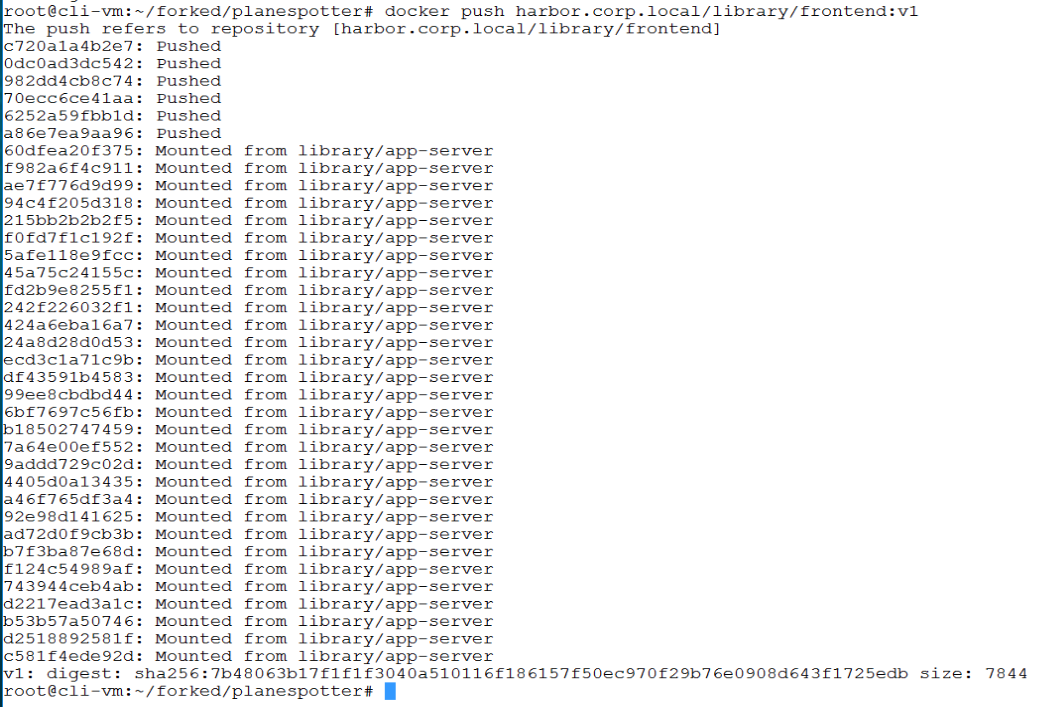 root@cli-vm:~/forked/planespotter# docker push harbor.corp.local/library/frontend:v1
The push refers to repository [harbor.corp.local/library/frontend]
c720a1a4b2e7: Pushed
0dc0ad3dc542: Pushed
982dd4cb8c74: Pushed
70ecc6ce41aa: Pushed
6252a59fbb1d: Pushed
a86e7ea9aa96: Pushed
60dfea20f375: Mounted from library/app-server
f982a6f4c911: Mounted from library/app-server
ae7f776d9d99: Mounted from library/app-server
94c4f205d318: Mounted from library/app-server
215bb2b2b2f5: Mounted from library/app-server
f0fd7f1c192f: Mounted from library/app-server
5afe118e9fcc: Mounted from library/app-server
45a75c24155c: Mounted from library/app-server
fd2b9e8255f1: Mounted from library/app-server
242f226032f1: Mounted from library/app-server
424a6eba16a7: Mounted from library/app-server
24a8d28d0d53: Mounted from library/app-server
ecd3c1a71c9b: Mounted from library/app-server
df43591b4583: Mounted from library/app-server
99ee8cbdbd44: Mounted from library/app-server
6bf7697c56fb: Mounted from library/app-server
b18502747459: Mounted from library/app-server
7a64e00ef552: Mounted from library/app-server
9addd729c02d: Mounted from library/app-server
4405d0a13435: Mounted from library/app-server
a46f765df3a4: Mounted from library/app-server
92e98d141625: Mounted from library/app-server
ad72d0f9cb3b: Mounted from library/app-server
b7f3ba87e68d: Mounted from library/app-server
f124c54989af: Mounted from library/app-server
743944ceb4ab: Mounted from library/app-server
d2217ead3a1c: Mounted from library/app-server
b53b57a50746: Mounted from library/app-server
d2518892581f: Mounted from library/app-server
c581f4ede92d: Mounted from library/app-server
v1: digest: sha256:7b48063b17f1f1f3040a510116f186157f50ec970f29b76e0908d643f1725edb size: 7844
root@cli-vm:~/forked/planespotter#